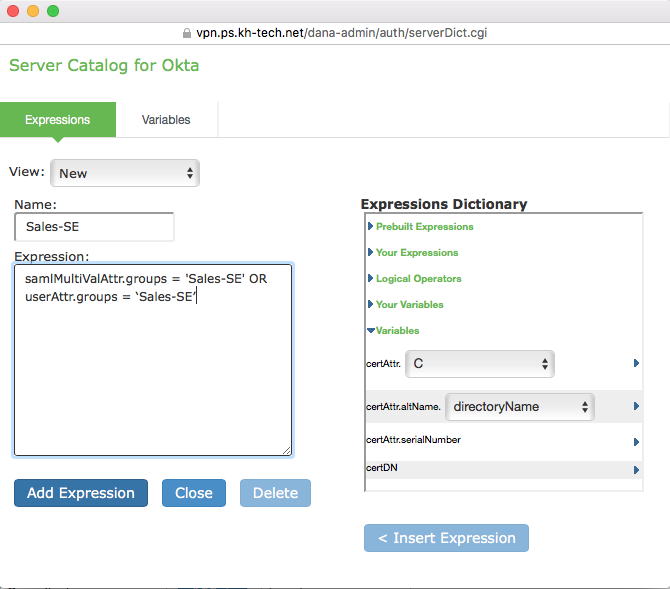 vpn.ps.kh-tech.net/dana-admin/auth/serverDict.cgi
Server Catalog for Okta
Expressions Variables
View: New
Name:
Sales-SE
Expression:
samlMultiValAttr.groups = 'Sales-SE' OR
userAttr.groups = ‘Sales-SE’
Add Expression Close Delete
Expressions Dictionary
Prebuilt Expressions
Your Expressions
Logical Operators
Your Variables
Variables
certAttr. C
certAttr.altName. directoryName
certAttr.serialNumber
certDN
< Insert Expression